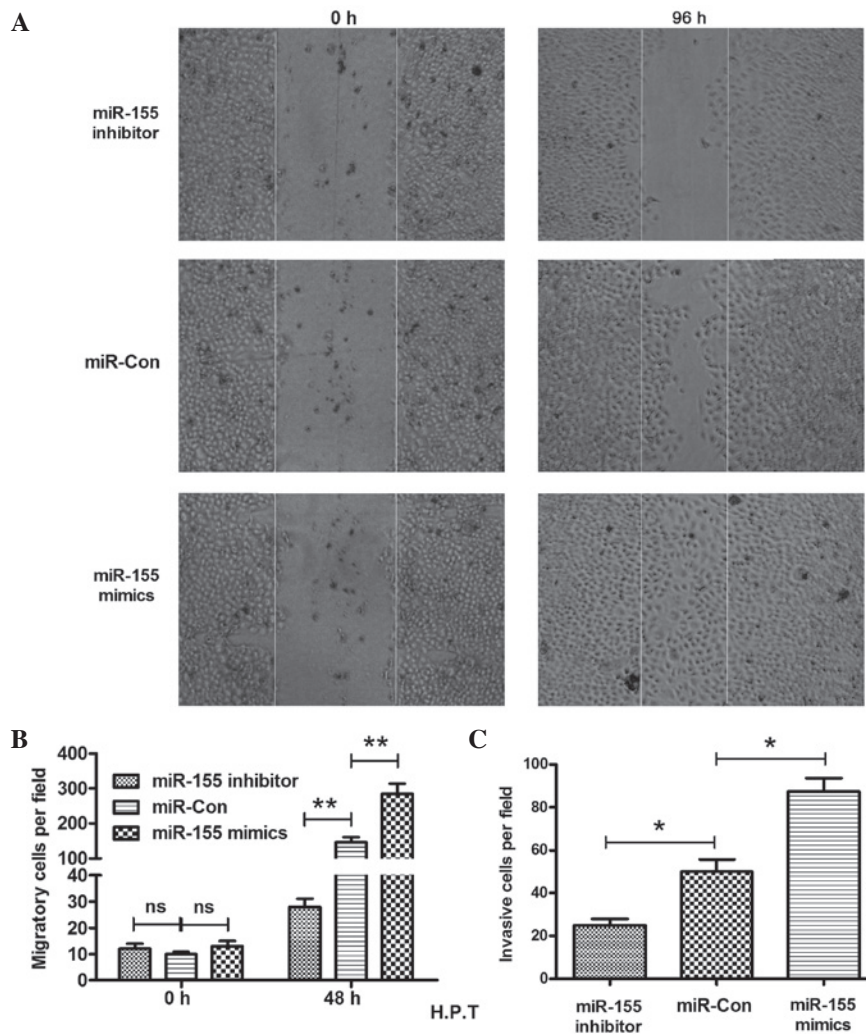 A
0 h
96 h
miR-155
inhibitor
miR-Con
miR-155
mimics
B
Migratory cells per field
400
300
200
100
40
30
20
10
0
miR-155 inhibitor
miR-Con
miR-155 mimics
ns
ns
**
**
0 h
48 h
H.P.T
C
Invasive cells per field
100
80
60
40
20
0
*
*
miR-155
inhibitor
miR-Con
miR-155
mimics